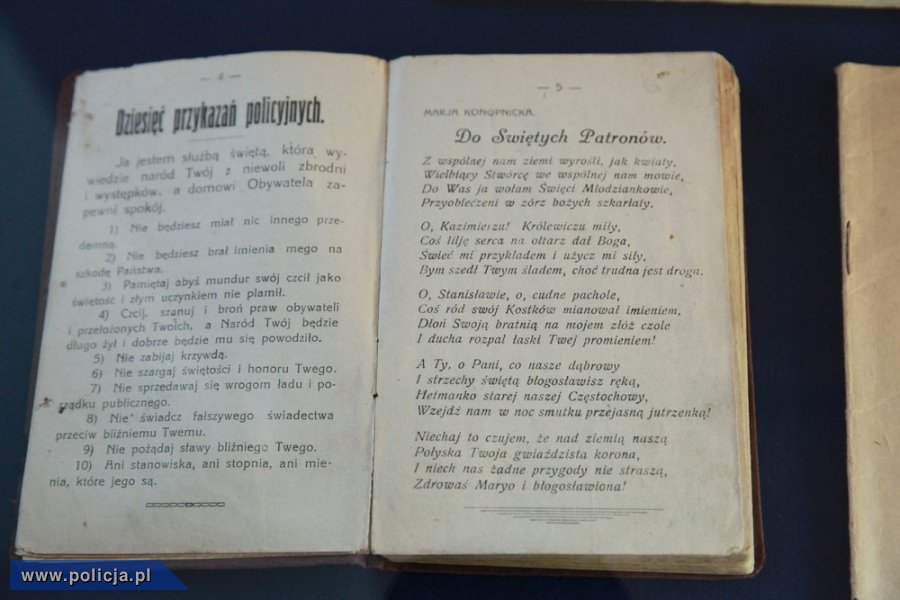 — 4 —
Dziesięć przykazań policyjnych.
Ja jestem służbą świętą, która wy-
wiedzie naród Twój z niewoli zbrodni
i występków, a domowi Obywatela za-
pewni spokój.
1) Nie będziesz miał nic innego prze-
demną.
2) Nie będziesz brał imienia mego na
szkodę Państwa.
3) Pamiętaj abyś mundur swój czcił jako
świętość i złym uczynkiem nie plamił.
4) Czcij, szanuj i broń praw obywateli
i przełożonych Twoich, a Naród Twój będzie
długo żył i dobrze będzie mu się powodziło.
5) Nie zabijaj krzywdą.
6) Nie szargaj świętości i honoru Twego.
7) Nie sprzedawaj się wrogom ładu i po-
rządku publicznego.
8) Nie świadcz fałszywego świadectwa
przeciw bliźniemu Twemu.
9) Nie pożądaj sławy bliźniego Twego.
10) Ani stanowiska, ani stopnia, ani mie-
nia, które jego są.
— 5 —
MARJA KONOPNICKA.
Do Swiętych Patronów.
Z wspólnej nam ziemi wyrośli, jak kwiaty,
Wielbiący Stwórcę we wspólnej nam mowie,
Do Was ja wołam Święci Młodziankowie,
Przyobleczeni w zórz bożych szkarłaty.
O, Kazimierzu! Królewiczu miły,
Coś lilję serca na ołtarz dał Boga,
Świeć mi przykładem i użycz mi siły,
Bym szedł Twym śladem, choć trudna jest droga.
O, Stanisławie, o, cudne pacholę,
Coś ród swój Kostków mianował imieniem,
Dłoń Swoją bratnią na mojem złóż czole
I ducha rozpal łaski Twej promieniem!
A Ty, o Pani, co nasze dąbrowy
I strzechy świętą błogosławisz ręką,
Hetmanko starej naszej Częstochowy,
Wzejdź nam w noc smutku przejasną jutrzenką!
Niechaj to czujem, że nad ziemią naszą
Połyska Twoja gwiaździsta korona,
I niech nas żadne przygody nie straszą,
Zdrowaś Maryo i błogosławiona!
www.policja.pl